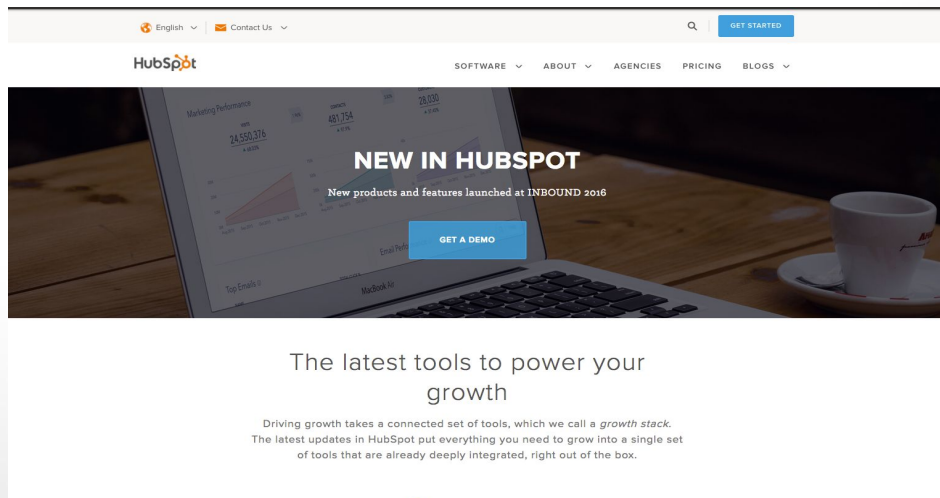 English
Contact Us
GET STARTED
HubSpot
SOFTWARE
ABOUT
AGENCIES
PRICING
BLOGS
Marketing Performance
24,550,376
481,754
28,030
NEW IN HUBSPOT
New products and features launched at INBOUND 2016
GET A DEMO
Top Emails
MacBook Air
The latest tools to power your
growth
Driving growth takes a connected set of tools, which we call a growth stack.
The latest updates in HubSpot put everything you need to grow into a single set
of tools that are already deeply integrated, right out of the box.